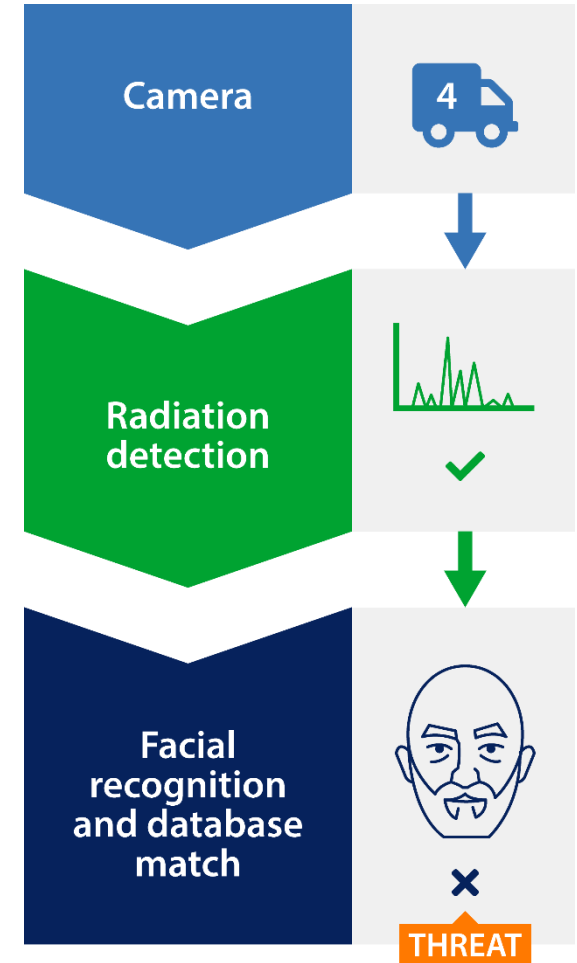 Camera
4
Radiation
detection
Facial
recognition
and database
match
THREAT